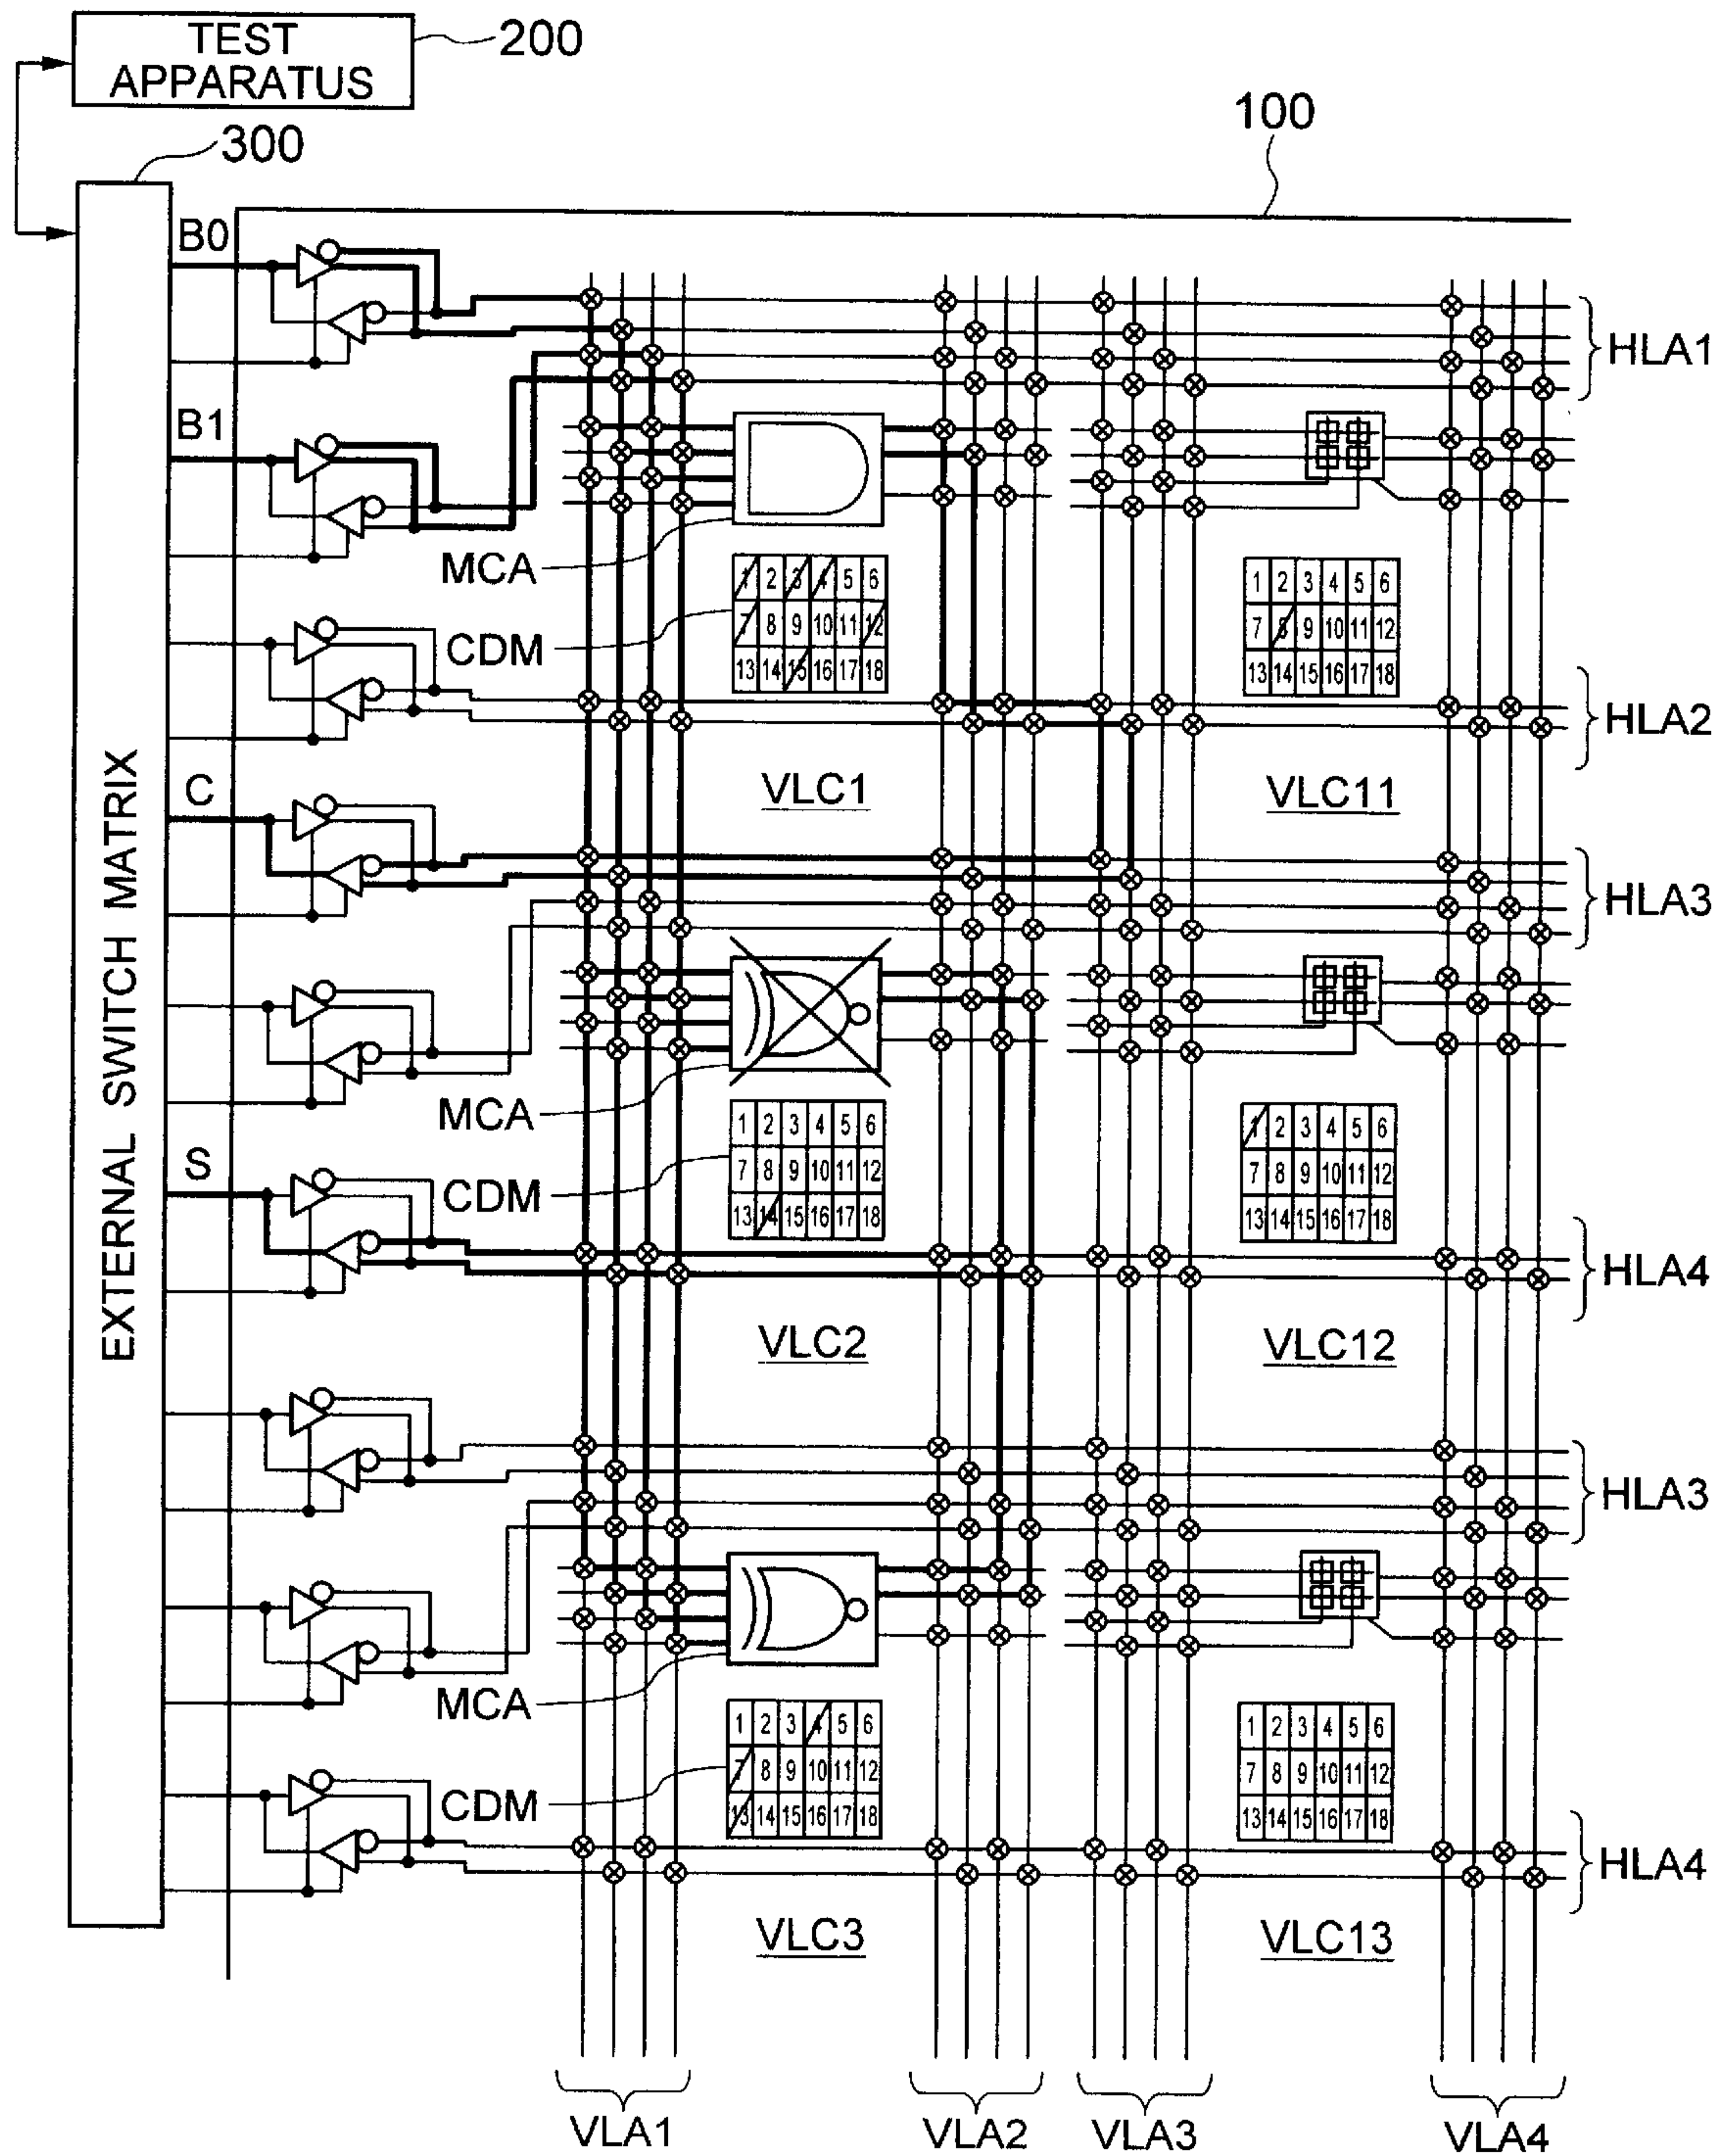 TEST
APPARATUS
200
300
100
B0
HLA1
B1
MCA
1 2 3 4 5 6
7 8 9 10 11 12
13 14 15 16 17 18
CDM
1 2 3 4 5 6
7 8 9 10 11 12
13 14 15 16 17 18
HLA2
EXTERNAL SWITCH MATRIX
C
VLC1
VLC11
HLA3
MCA
1 2 3 4 5 6
7 8 9 10 11 12
13 14 15 16 17 18
CDM
1 2 3 4 5 6
7 8 9 10 11 12
13 14 15 16 17 18
S
HLA4
VLC2
VLC12
HLA3
MCA
1 2 3 4 5 6
7 8 9 10 11 12
13 14 15 16 17 18
CDM
1 2 3 4 5 6
7 8 9 10 11 12
13 14 15 16 17 18
HLA4
VLC3
VLC13
VLA1
VLA2
VLA3
VLA4